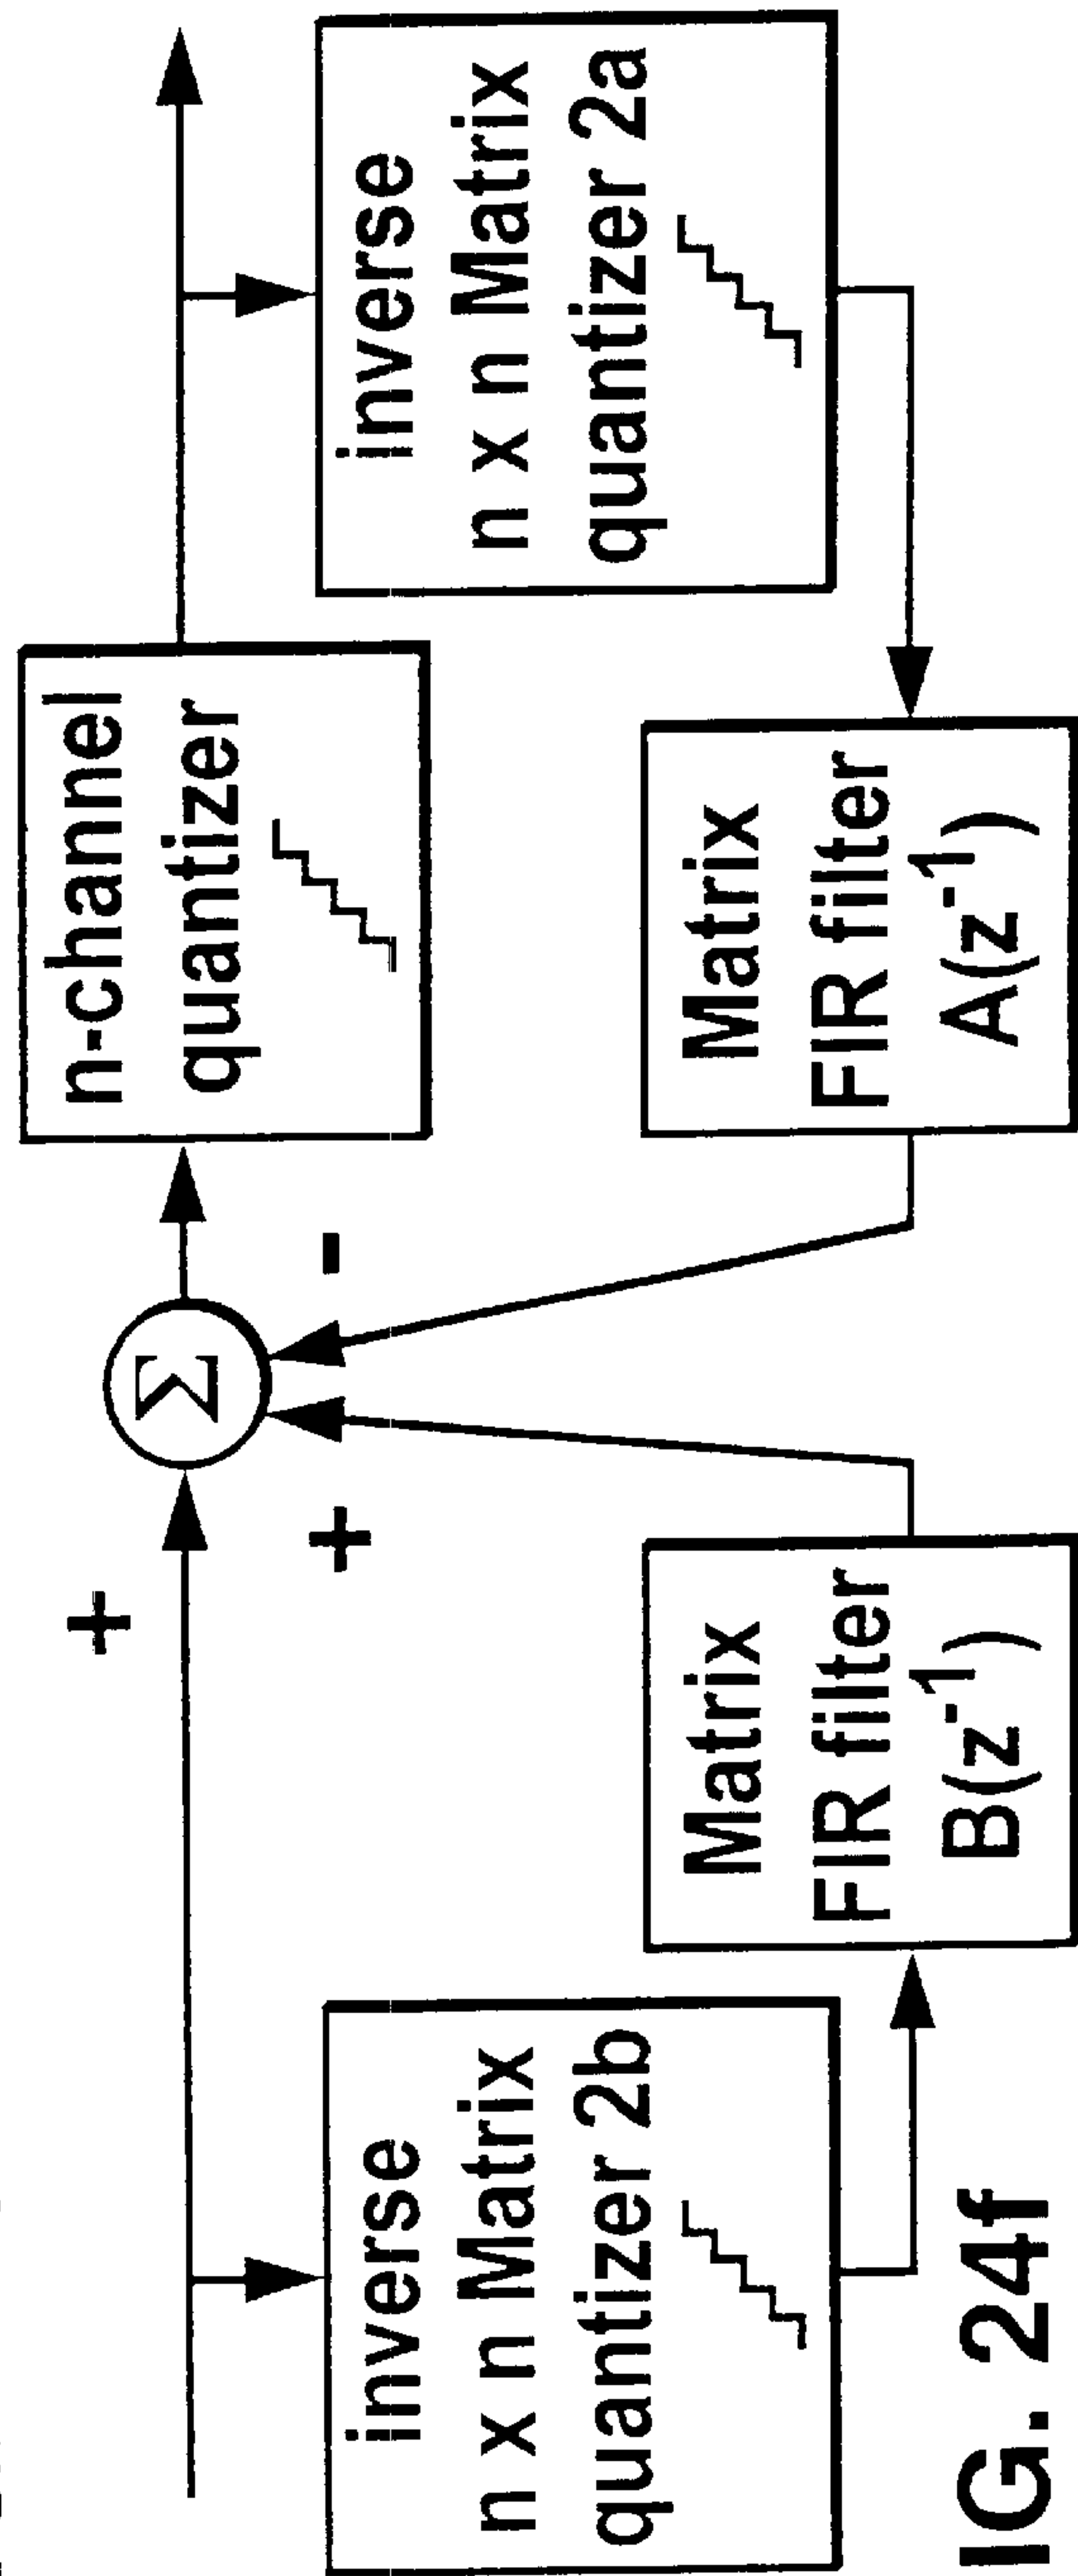 +
Σ
+
-
n-channel
quantizer
inverse
n x n Matrix
quantizer 2b
Matrix
FIR filter
B(z⁻¹)
Matrix
FIR filter
A(z⁻¹)
inverse
n x n Matrix
quantizer 2a
IG. 24f